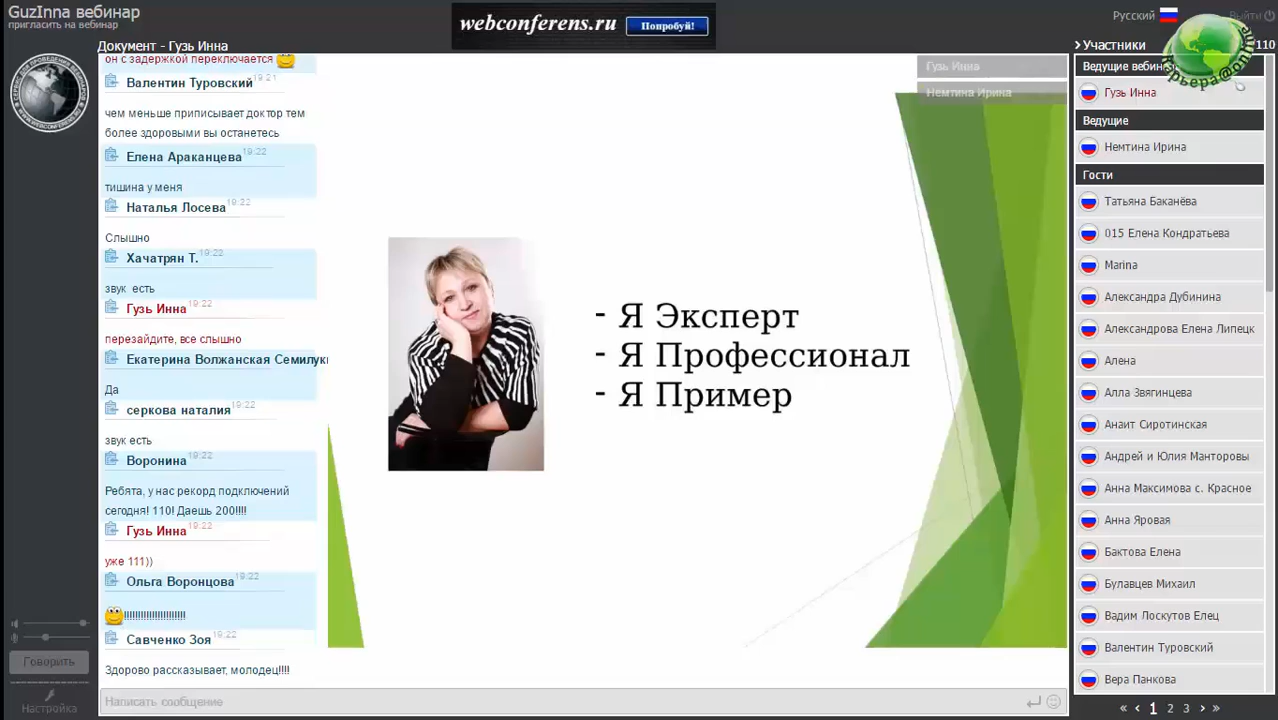 GuzInna вебинар
пригласить на вебинар
webconferens.ru Попробуй!
Русский
Выйти
Документ - Гузь Инна
Участники
110
он с задержкой переключается
Валентин Туровский 19:21
чем меньше приписывает доктор тем
более здоровыми вы останетесь
Елена Араканцева 19:22
тишина у меня
Наталья Лосева 19:22
Слышно
Хачатрян Т. 19:22
звук есть
Гузь Инна 19:22
перезайдите, все слышно
Екатерина Волжанская Семилуки
Да
серкова наталия 19:22
звук есть
Воронина 19:22
Ребята, у нас рекорд подключений
сегодня! 110! Даешь 200!!!!
Гузь Инна 19:22
уже 111))
Ольга Воронцова 19:22
!!!!!!!!!!!!!!!!!!!!!!
Савченко Зоя 19:22
Здорово рассказывает, молодец!!!!
Написать сообщение
Говорить
Настройка
Гузь Инна
Немтина Ирина
- Я Эксперт
- Я Профессионал
- Я Пример
Ведущие вебин
Гузь Инна
Ведущие
Немтина Ирина
Гости
Татьяна Баканёва
015 Елена Кондратьева
Marina
Александра Дубинина
Александрова Елена Липецк
Алена
Алла Звягинцева
Анаит Сиротинская
Андрей и Юлия Манторовы
Анна Максимова с. Красное
Анна Яровая
Бактова Елена
Булавцев Михаил
Вадим Лоскутов Елец
Валентин Туровский
Вера Панкова
1 2 3